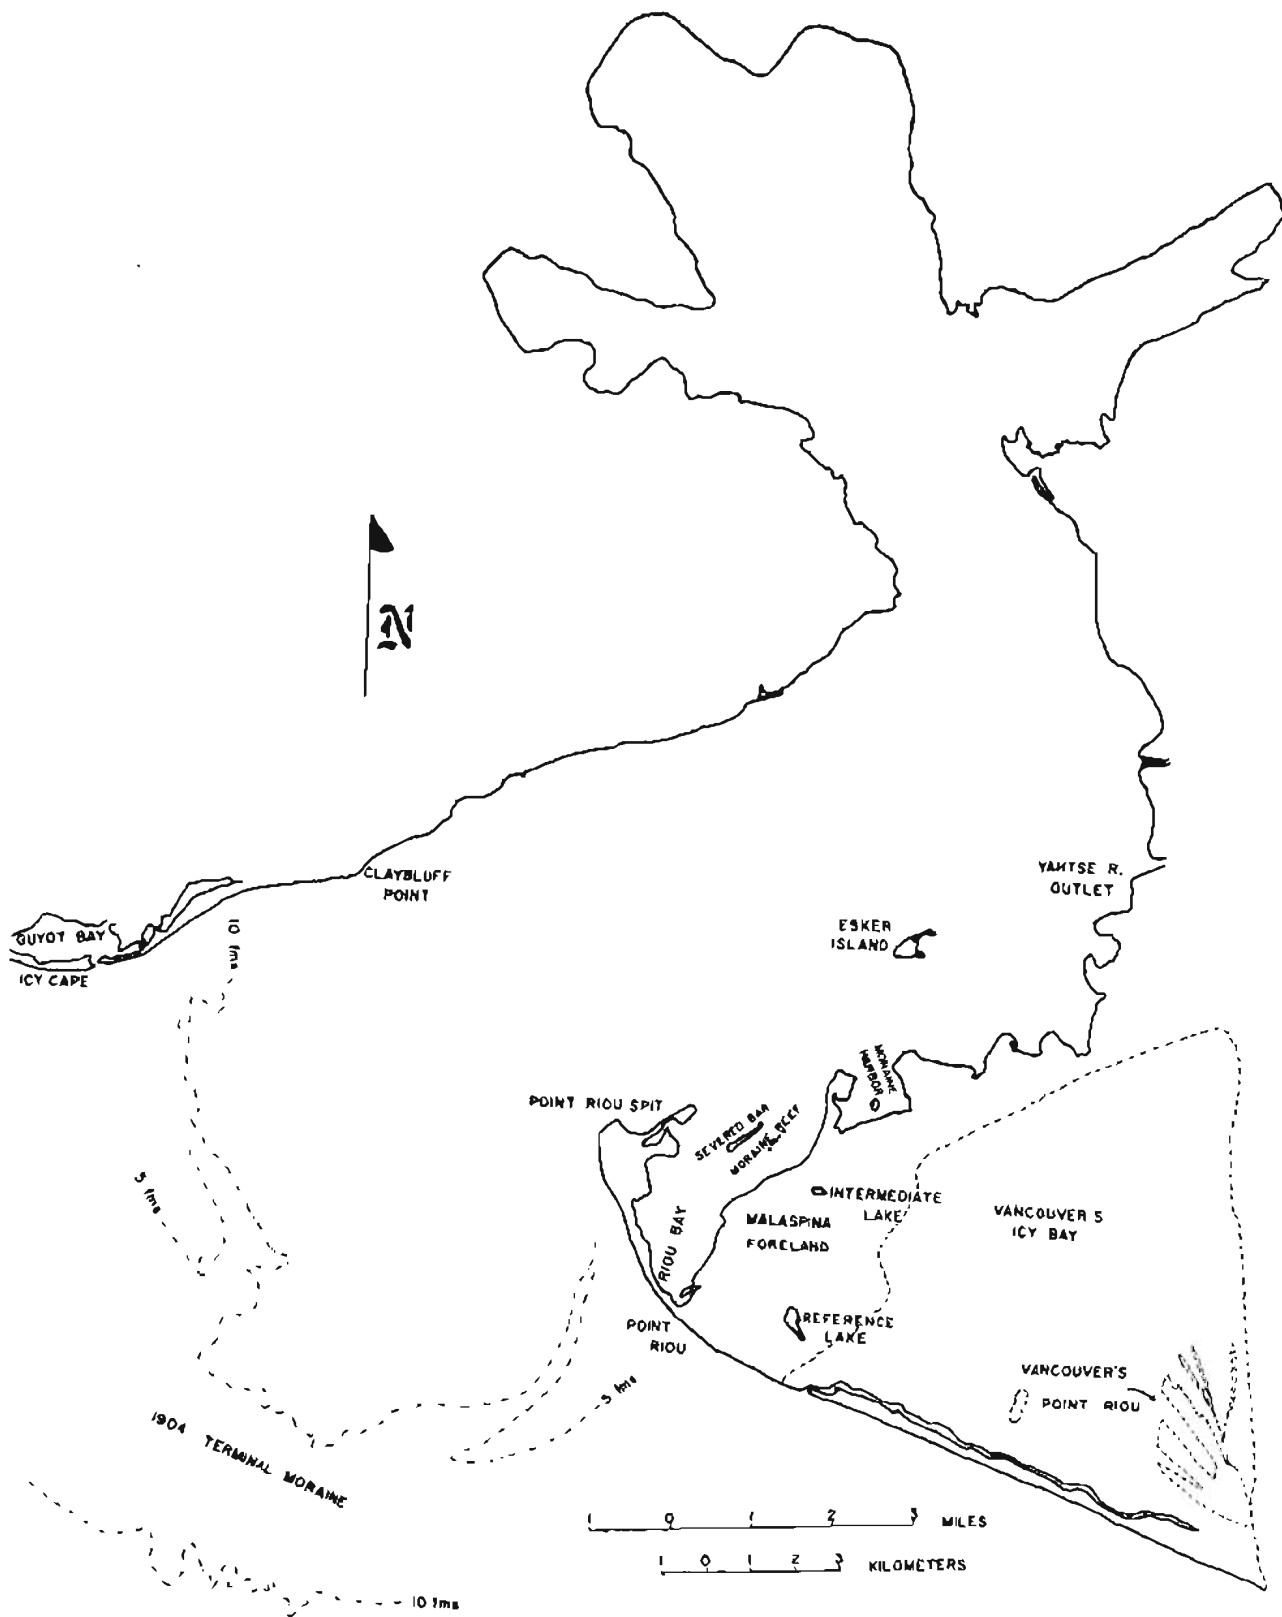 N
CLAYBLUFF
POINT
GUYOT BAY
ICY CAPE
10 fms
YAHTSE R.
OUTLET
ESKER
ISLAND
MORAINE
HARBOR
POINT RIOU SPIT
SEVERED BAR
MORAINE REEF
5 fms
INTERMEDIATE
LAKE
MALASPINA
FORELAND
VANCOUVER'S
ICY BAY
RIOU BAY
REFERENCE
LAKE
POINT
RIOU
VANCOUVER'S
POINT RIOU
5 fms
1904 TERMINAL MORAINE
1 0 1 2 3 MILES
1 0 1 2 3 KILOMETERS
10 fms